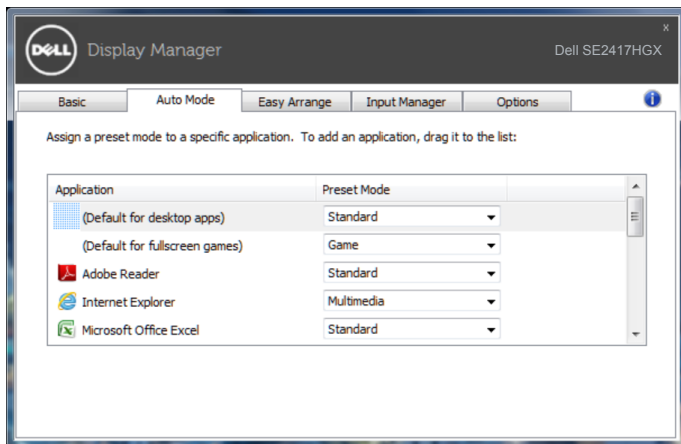 x
DELL Display Manager Dell SE2417HGX
Basic Auto Mode Easy Arrange Input Manager Options i
Assign a preset mode to a specific application. To add an application, drag it to the list:
Application Preset Mode
(Default for desktop apps) Standard
(Default for fullscreen games) Game
Adobe Reader Standard
Internet Explorer Multimedia
Microsoft Office Excel Standard